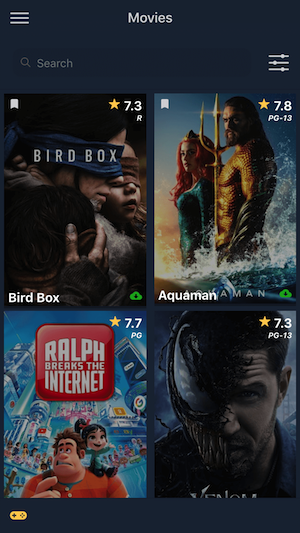 Movies
Search
7.3
R
BIRD BOX
Bird Box
7.8
PG-13
AQUAMAN
Aquaman
7.7
PG
RALPH
BREAKS THE
INTERNET
7.3
PG-13
VENOM